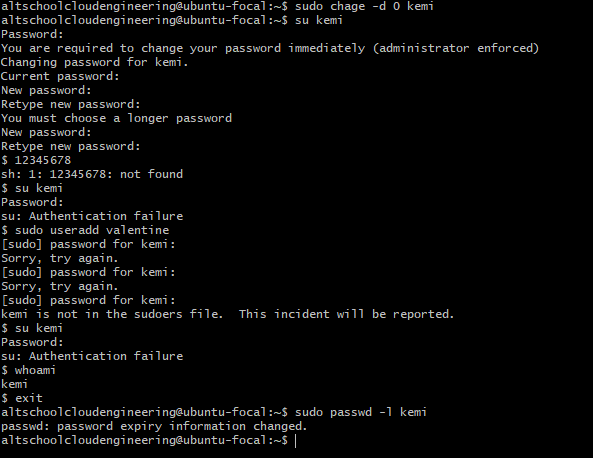 altschoolcloudengineering@ubuntu-focal:~$ sudo chage -d 0 kemi
altschoolcloudengineering@ubuntu-focal:~$ su kemi
Password:
You are required to change your password immediately (administrator enforced)
Changing password for kemi.
Current password:
New password:
Retype new password:
You must choose a longer password
New password:
Retype new password:
$ 12345678
sh: 1: 12345678: not found
$ su kemi
Password:
su: Authentication failure
$ sudo useradd valentine
[sudo] password for kemi:
Sorry, try again.
[sudo] password for kemi:
Sorry, try again.
[sudo] password for kemi:
kemi is not in the sudoers file.  This incident will be reported.
$ su kemi
Password:
su: Authentication failure
$ whoami
kemi
$ exit
altschoolcloudengineering@ubuntu-focal:~$ sudo passwd -l kemi
passwd: password expiry information changed.
altschoolcloudengineering@ubuntu-focal:~$